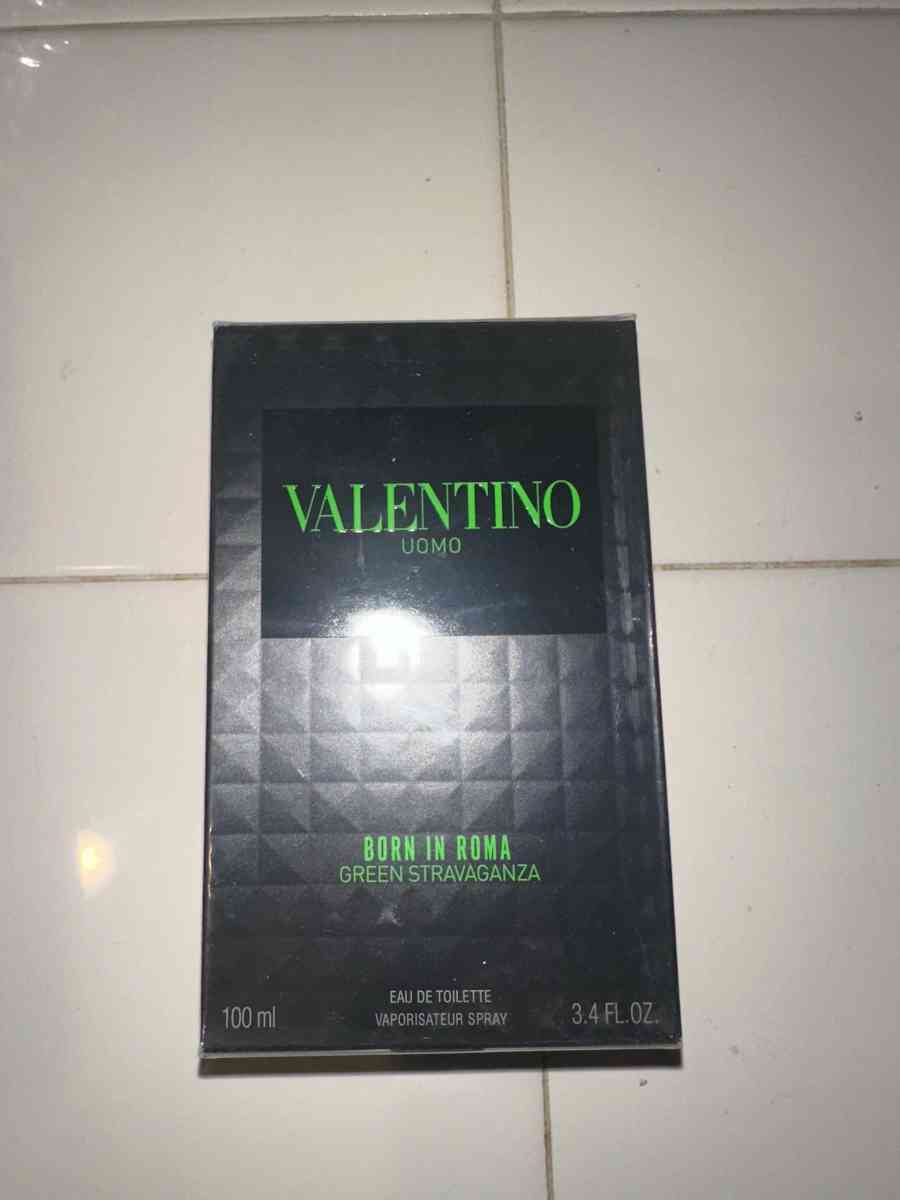 VALENTINO
UOMO
BORN IN ROMA
GREEN STRAVAGANZA
EAU DE TOILETTE
100 ml VAPORISATEUR SPRAY 3.4 FL.OZ.